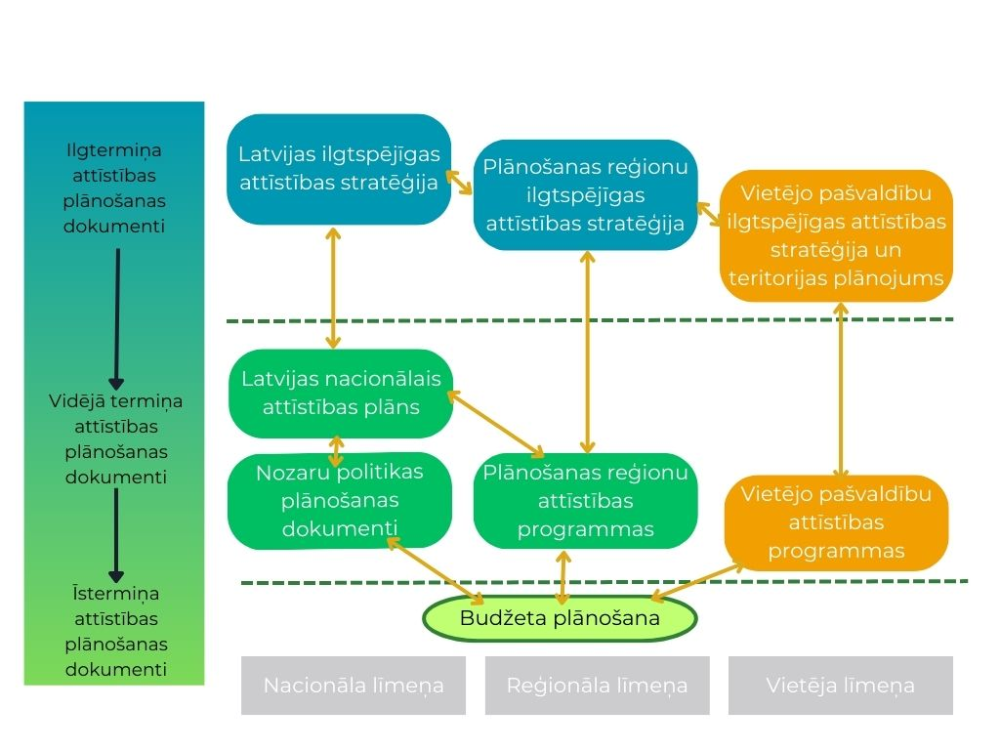 Ilgtermiņa
attīstības
plānošanas
dokumenti
Latvijas ilgtspējīgas
attīstības stratēģija
Plānošanas reģionu
ilgtspējīgas
attīstības stratēģija
Vietējo pašvaldību
ilgtspējīgas attīstības
stratēģija un
teritorijas plānojums
Vidējā termiņa
attīstības
plānošanas
dokumenti
Latvijas nacionālais
attīstības plāns
Nozaru politikas
plānošanas
dokumenti
Plānošanas reģionu
attīstības
programmas
Vietējo pašvaldību
attīstības
programmas
Īstermiņa
attīstības
plānošanas
dokumenti
Budžeta plānošana
Nacionāla līmeņa
Reģionāla līmeņa
Vietēja līmeņa